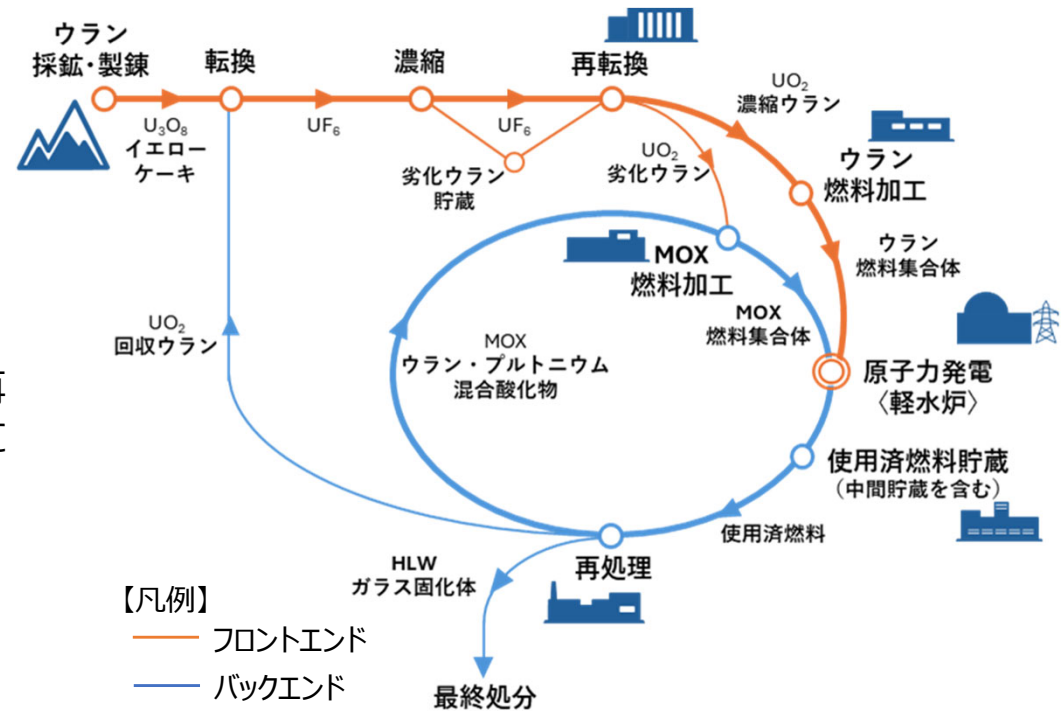 ウラン
採鉱・製錬
転換
濃縮
再転換
U₃O₈
イエロー
ケーキ
UF₆
UF₆
劣化ウラン
貯蔵
UO₂
濃縮ウラン
UO₂
劣化ウラン
ウラン
燃料加工
ウラン
燃料集合体
MOX
燃料加工
MOX
燃料集合体
UO₂
回収ウラン
MOX
ウラン・プルトニウム
混合酸化物
原子力発電
〈軽水炉〉
使用済燃料貯蔵
（中間貯蔵を含む）
使用済燃料
再処理
HLW
ガラス固化体
最終処分
【凡例】
フロントエンド
バックエンド